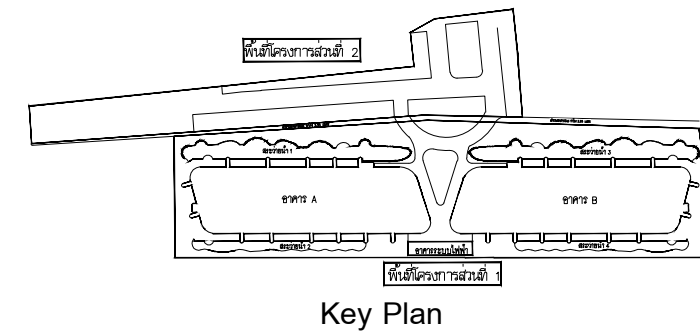 พื้นที่โครงการส่วนที่ 2
สระว่ายน้ำ 1
สระว่ายน้ำ 3
อาคาร A
อาคาร B
สระว่ายน้ำ 2
อาคารระบบไฟฟ้า
สระว่ายน้ำ 4
พื้นที่โครงการส่วนที่ 1
Key Plan